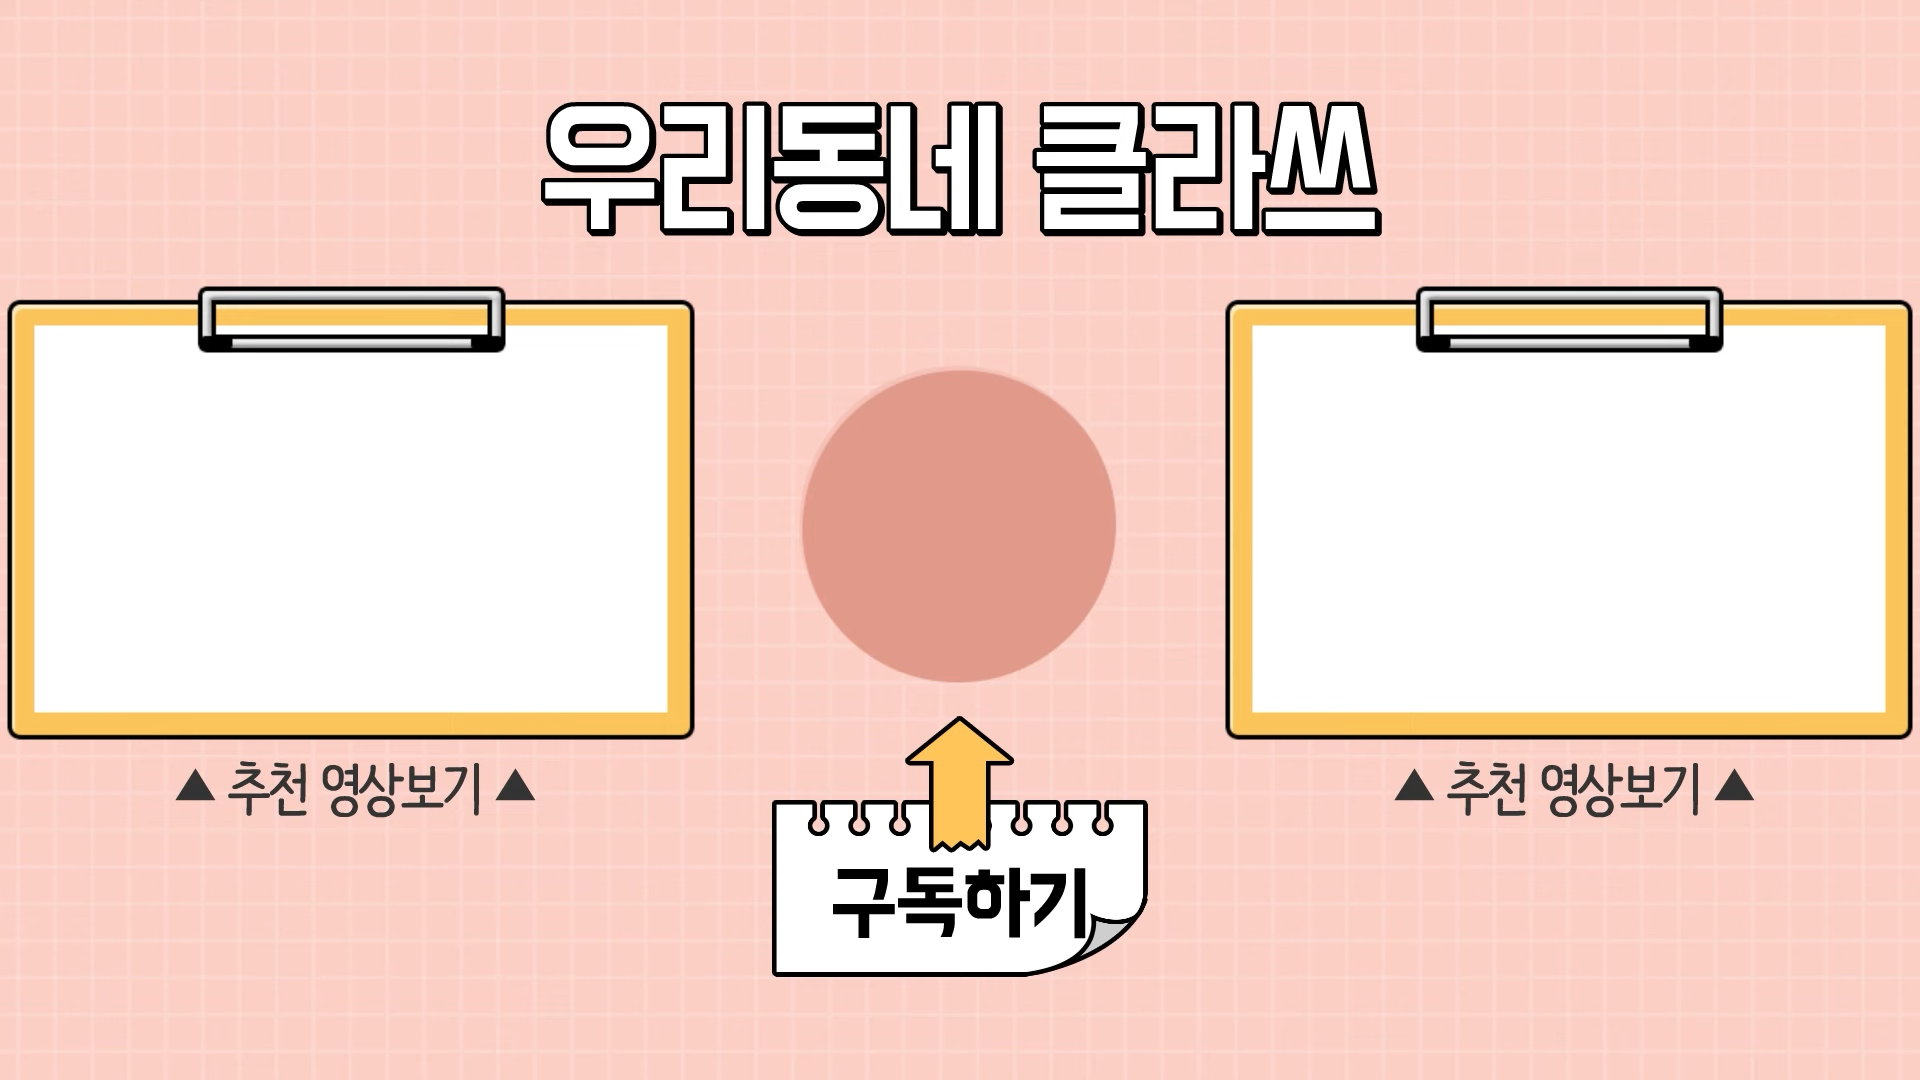 우리동네 클라쓰
▲ 추천 영상보기 ▲
▲ 추천 영상보기 ▲
구독하기